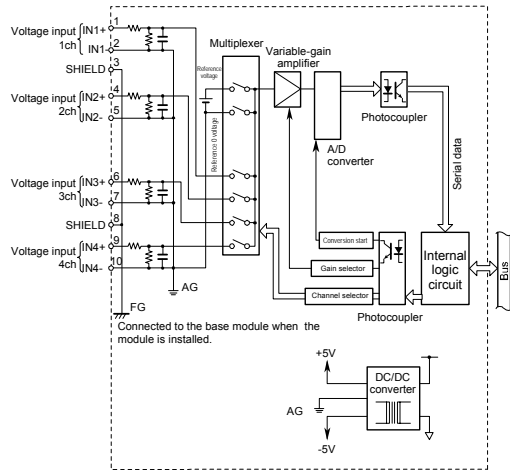 Voltage input
1ch
IN1+
1
IN1-
2
SHIELD
3
Voltage input
2ch
IN2+
4
IN2-
5
Voltage input
3ch
IN3+
6
IN3-
7
SHIELD
8
Voltage input
4ch
IN4+
9
IN4-
10
AG
FG
Connected to the base module when the
module is installed.
Multiplexer
Reference
voltage
Reference 0 voltage
Variable-gain
amplifier
A/D
converter
Photocoupler
Serial data
Conversion start
Gain selector
Channel selector
Photocoupler
Internal
logic
circuit
Bus
+5V
AG
-5V
DC/DC
converter